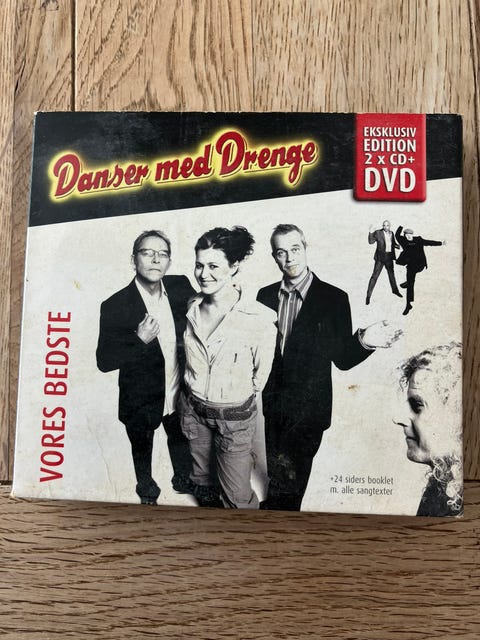 Danser med Drenge
EKSKLUSIV
EDITION
2 x CD+
DVD
VORES BEDSTE
+24 siders booklet
m. alle sangtexter